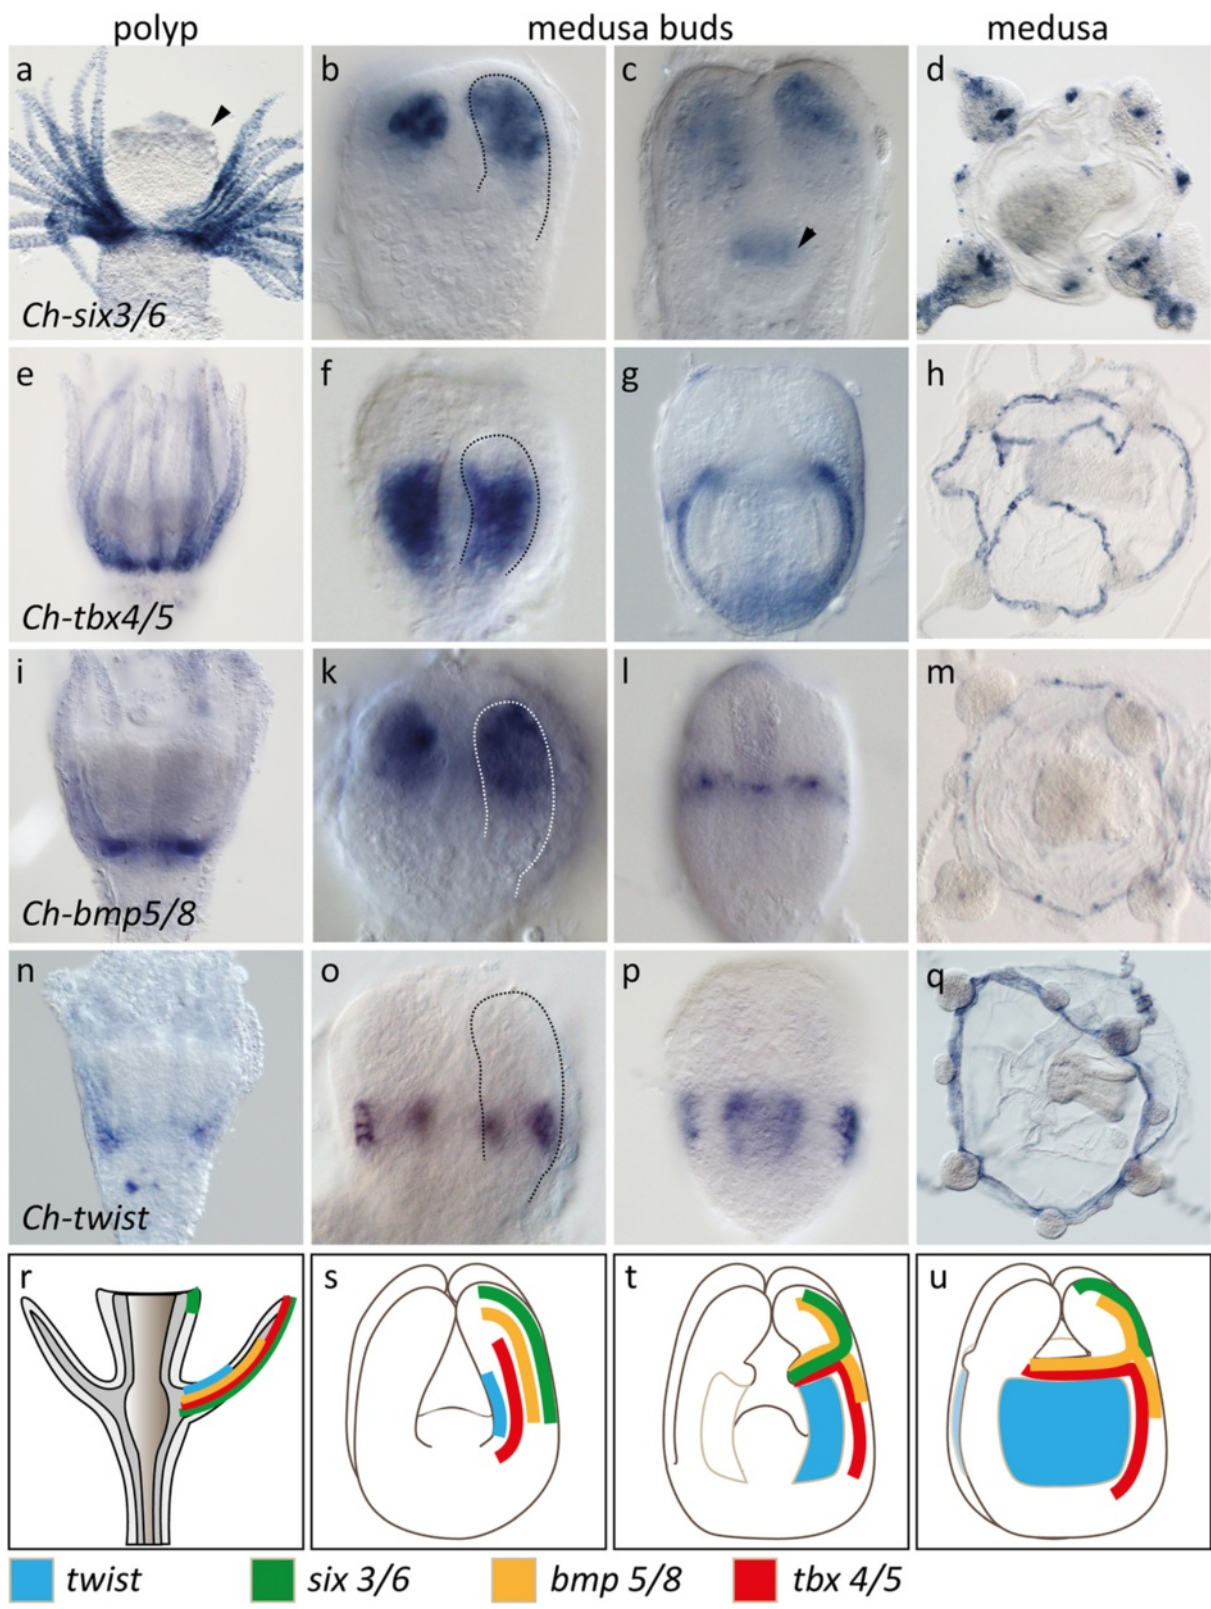 polyp medusa buds medusa
a b c d
Ch-six3/6
e f g h
Ch-tbx4/5
i k l m
Ch-bmp5/8
n o p q
Ch-twist
r s t u
twist six 3/6 bmp 5/8 tbx 4/5